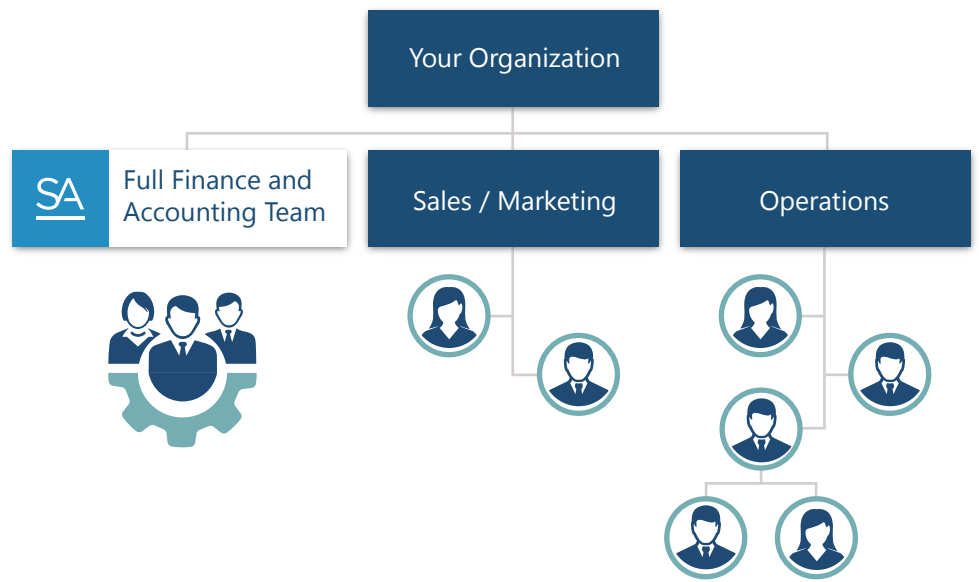 Your Organization
SA
Full Finance and
Accounting Team
Sales / Marketing
Operations